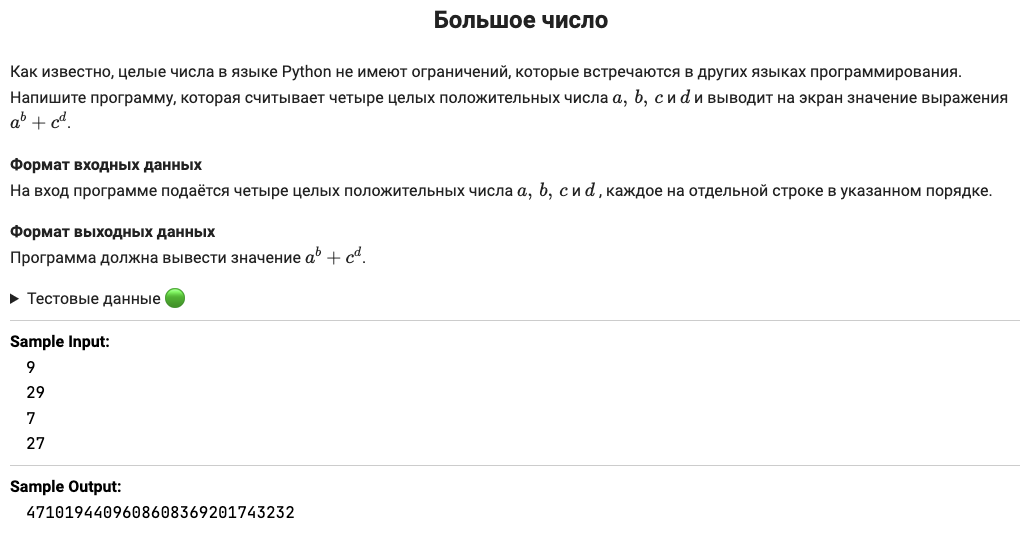 Большое число
Как известно, целые числа в языке Python не имеют ограничений, которые встречаются в других языках программирования.
Напишите программу, которая считывает четыре целых положительных числа a, b, c и d и выводит на экран значение выражения
a^b + c^d.
Формат входных данных
На вход программе подаётся четыре целых положительных числа a, b, c и d , каждое на отдельной строке в указанном порядке.
Формат выходных данных
Программа должна вывести значение a^b + c^d.
▶ Тестовые данные 🟢
Sample Input:
9
29
7
27
Sample Output:
4710194409608608369201743232